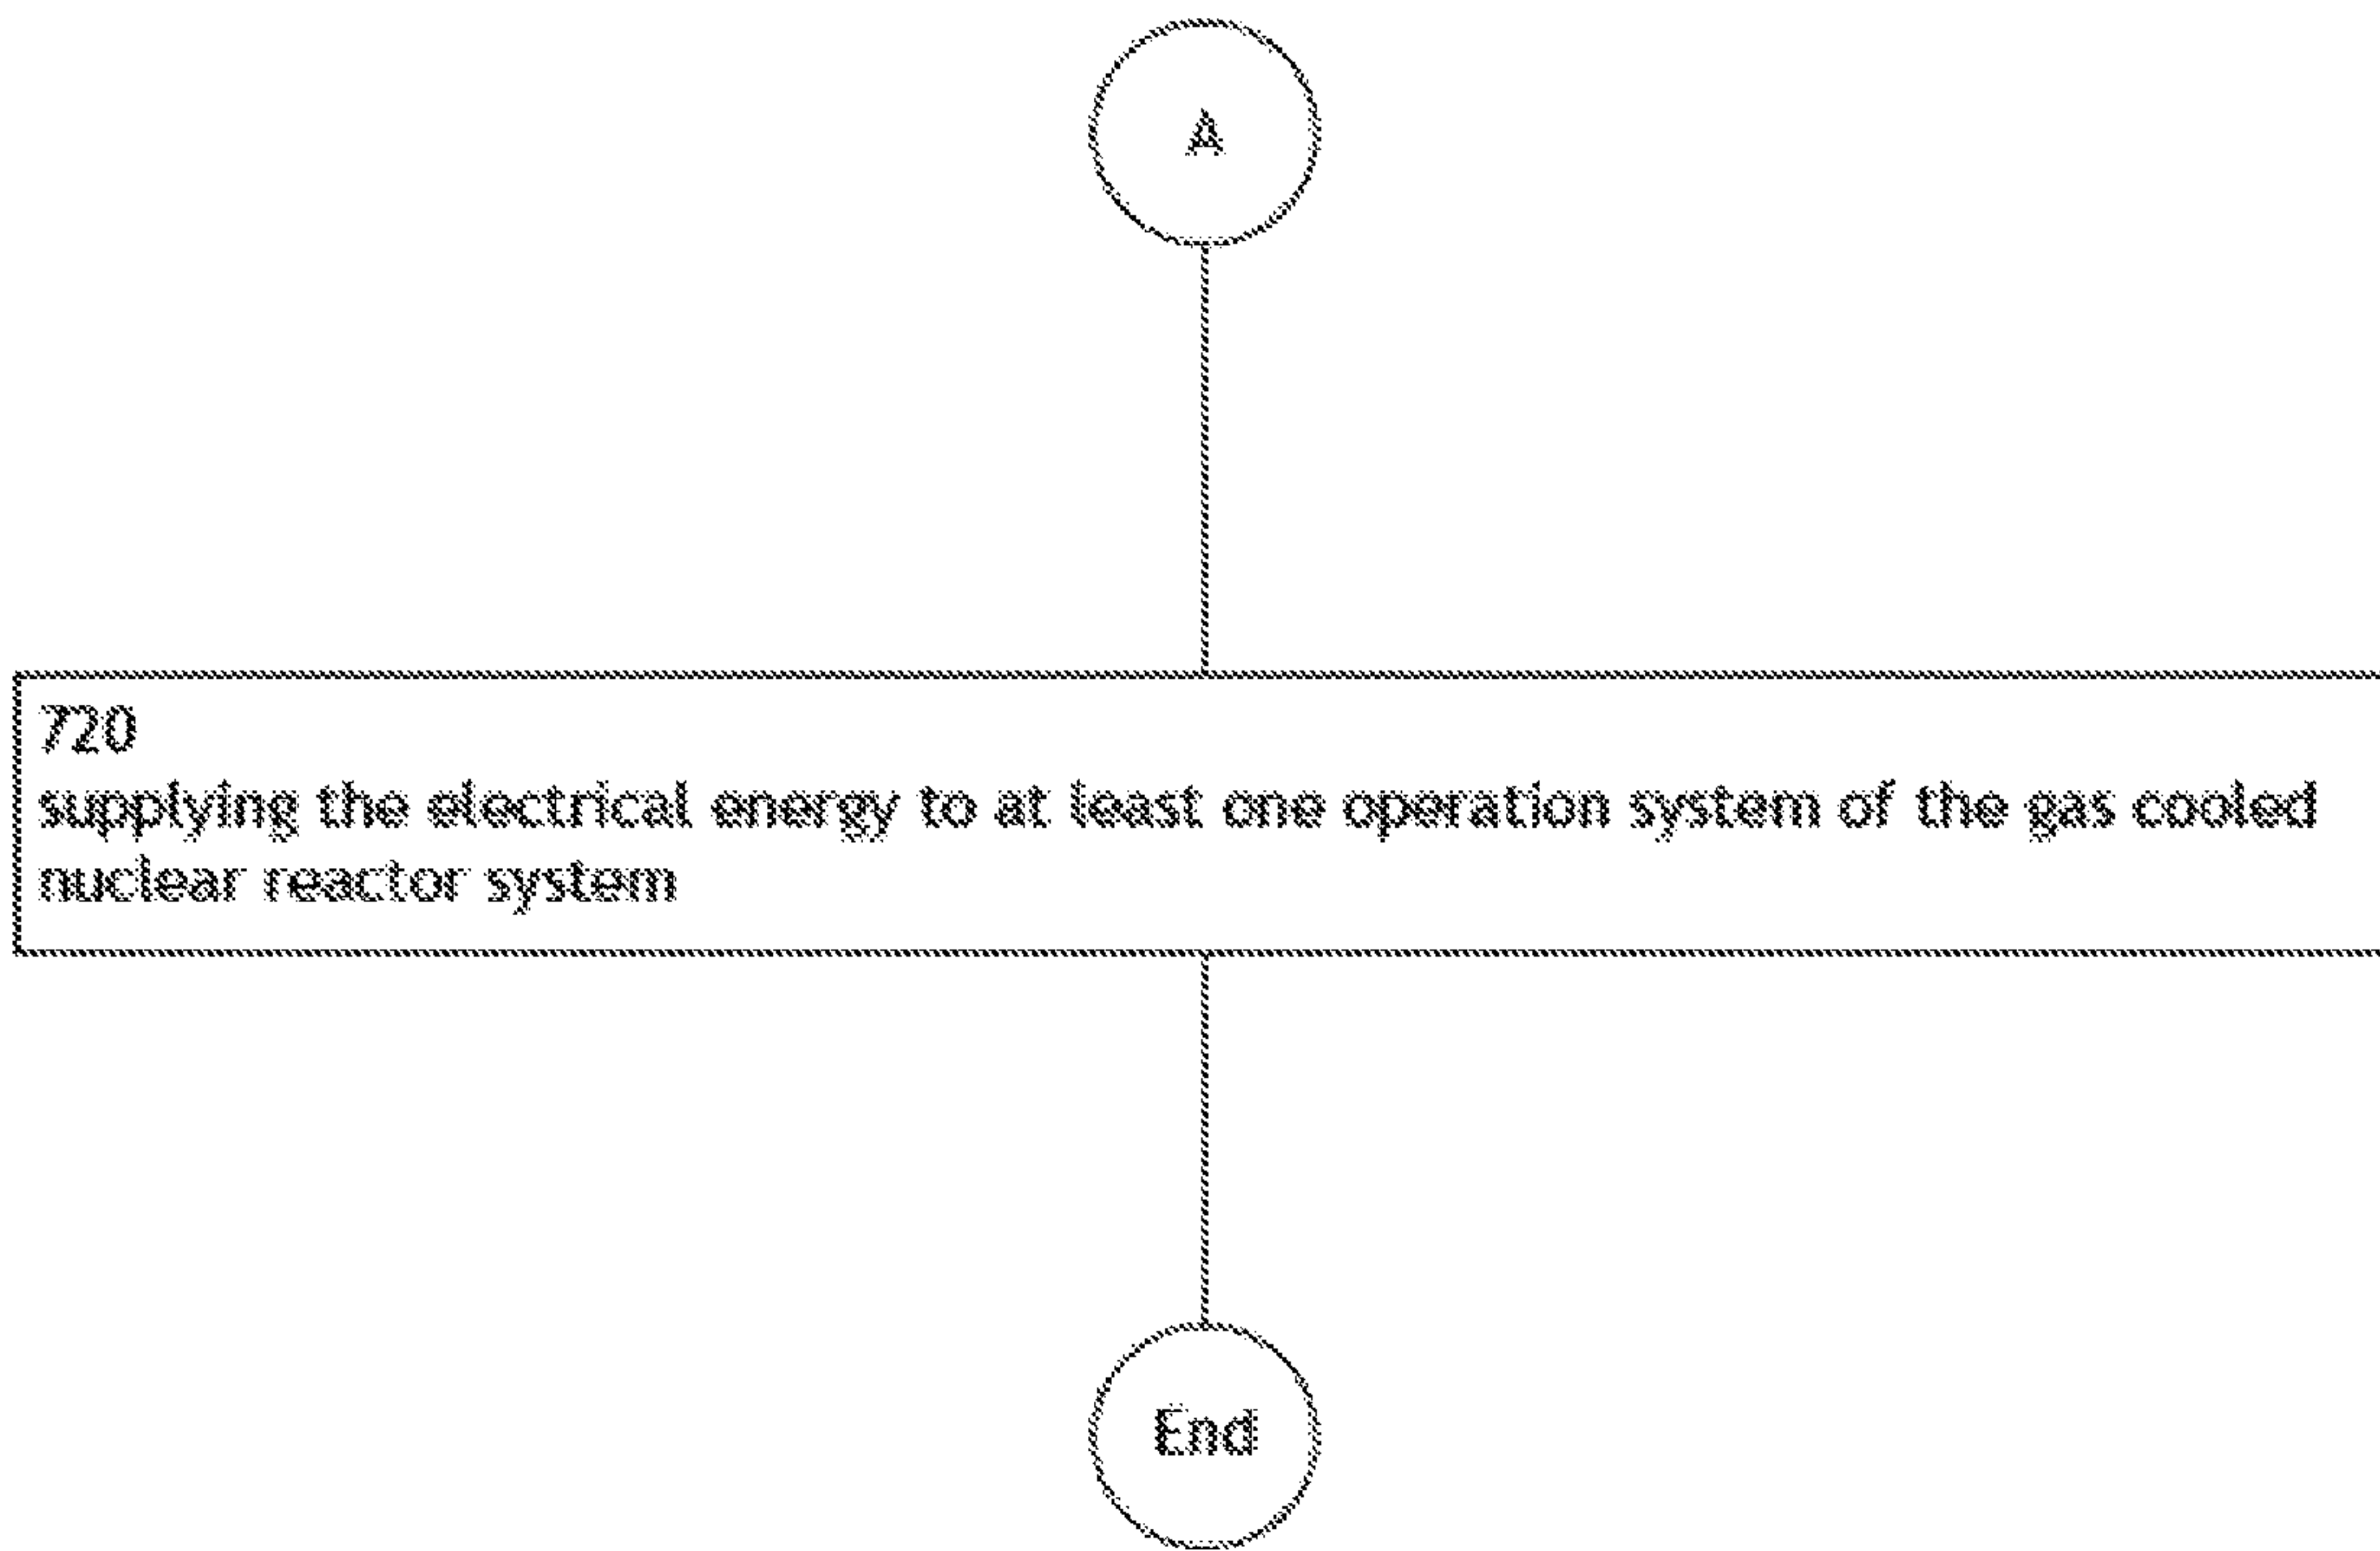 A
720
supplying the electrical energy to at least one operation system of the gas cooled
nuclear reactor system
End